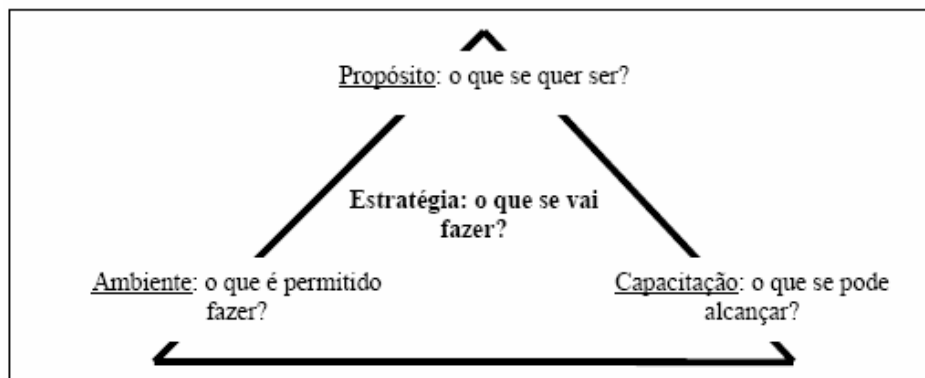 Propósito: o que se quer ser?
Estratégia: o que se vai
fazer?
Ambiente: o que é permitido
fazer?
Capacitação: o que se pode
alcançar?